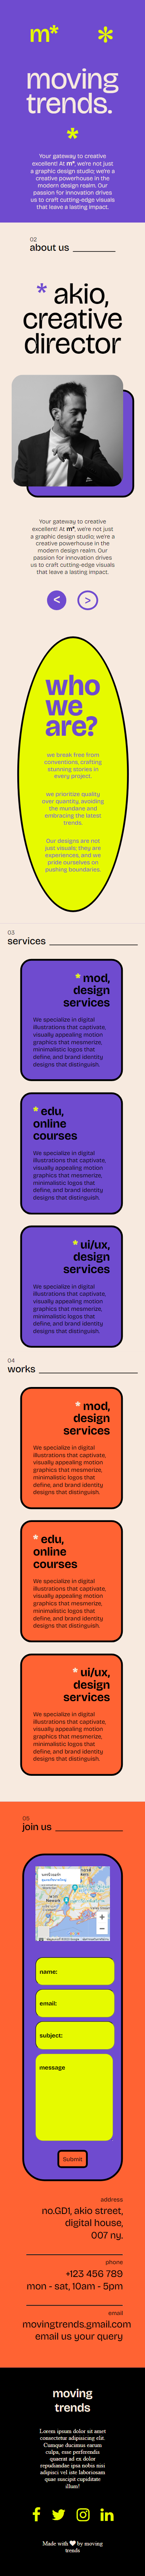 m*
*
moving
trends.
*
Your gateway to creative
excellent! At m*, we're not just
a graphic design studio; we're a
creative powerhouse in the
modern design realm. Our
passion for innovation drives
us to craft cutting-edge visuals
that leave a lasting impact.
02
about us
* akio,
creative
director
Your gateway to creative
excellent! At m*, we're not just
a graphic design studio; we're a
creative powerhouse in the
modern design realm. Our
passion for innovation drives
us to craft cutting-edge visuals
that leave a lasting impact.
< >
who
we
are?
we break free from
conventions, crafting
stunning stories in
every project.
we prioritize quality
over quantity, avoiding
the mundane and
embracing the latest
trends.
Our designs are not
just visuals; they are
experiences, and we
pride ourselves on
pushing boundaries.
03
services
* mod,
design
services
We specialize in digital
illustrations that captivate,
visually appealing motion
graphics that mesmerize,
minimalistic logos that
define, and brand identity
designs that distinguish.
* edu,
online
courses
We specialize in digital
illustrations that captivate,
visually appealing motion
graphics that mesmerize,
minimalistic logos that
define, and brand identity
designs that distinguish.
* ui/ux,
design
services
We specialize in digital
illustrations that captivate,
visually appealing motion
graphics that mesmerize,
minimalistic logos that
define, and brand identity
designs that distinguish.
04
works
* mod,
design
services
We specialize in digital
illustrations that captivate,
visually appealing motion
graphics that mesmerize,
minimalistic logos that
define, and brand identity
designs that distinguish.
* edu,
online
courses
We specialize in digital
illustrations that captivate,
visually appealing motion
graphics that mesmerize,
minimalistic logos that
define, and brand identity
designs that distinguish.
* ui/ux,
design
services
We specialize in digital
illustrations that captivate,
visually appealing motion
graphics that mesmerize,
minimalistic logos that
define, and brand identity
designs that distinguish.
05
join us
Newark
+
−
name:
email:
subject:
message
Submit
address
no.GD1, akio street,
digital house,
007 ny.
phone
+123 456 789
mon - sat, 10am - 5pm
email
movingtrends.gmail.com
email us your query
moving
trends
Lorem ipsum dolor sit amet
consectetur adipisicing elit.
Cumque ducimus earum
culpa, esse perferendis
quaerat ad ex dolor
repudiandae ipsa nobis nisi
adipisci vel iste laboriosam
quae suscipit cupiditate
illum!
Made with ❤ by moving
trends